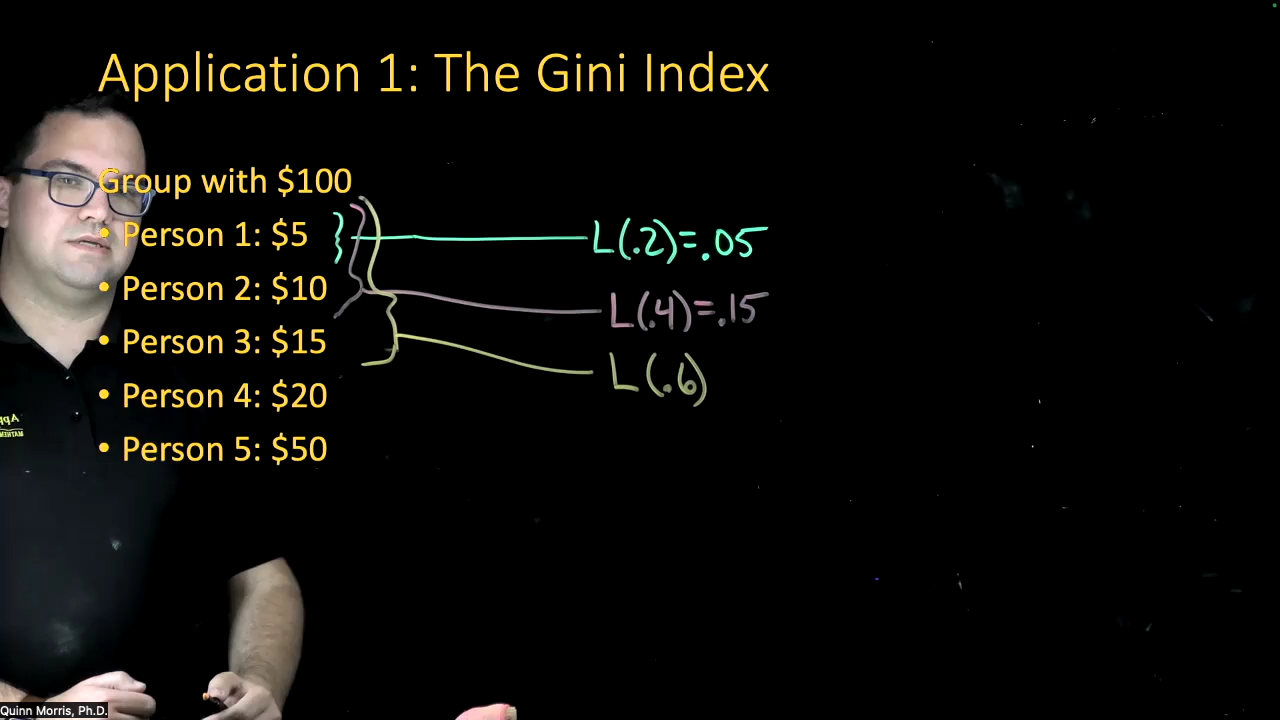 Application 1: The Gini Index
Group with $100
• Person 1: $5
L(.2)=.05
• Person 2: $10
L(.4)=.15
• Person 3: $15
L(.6)
• Person 4: $20
• Person 5: $50
Quinn Morris, Ph.D.